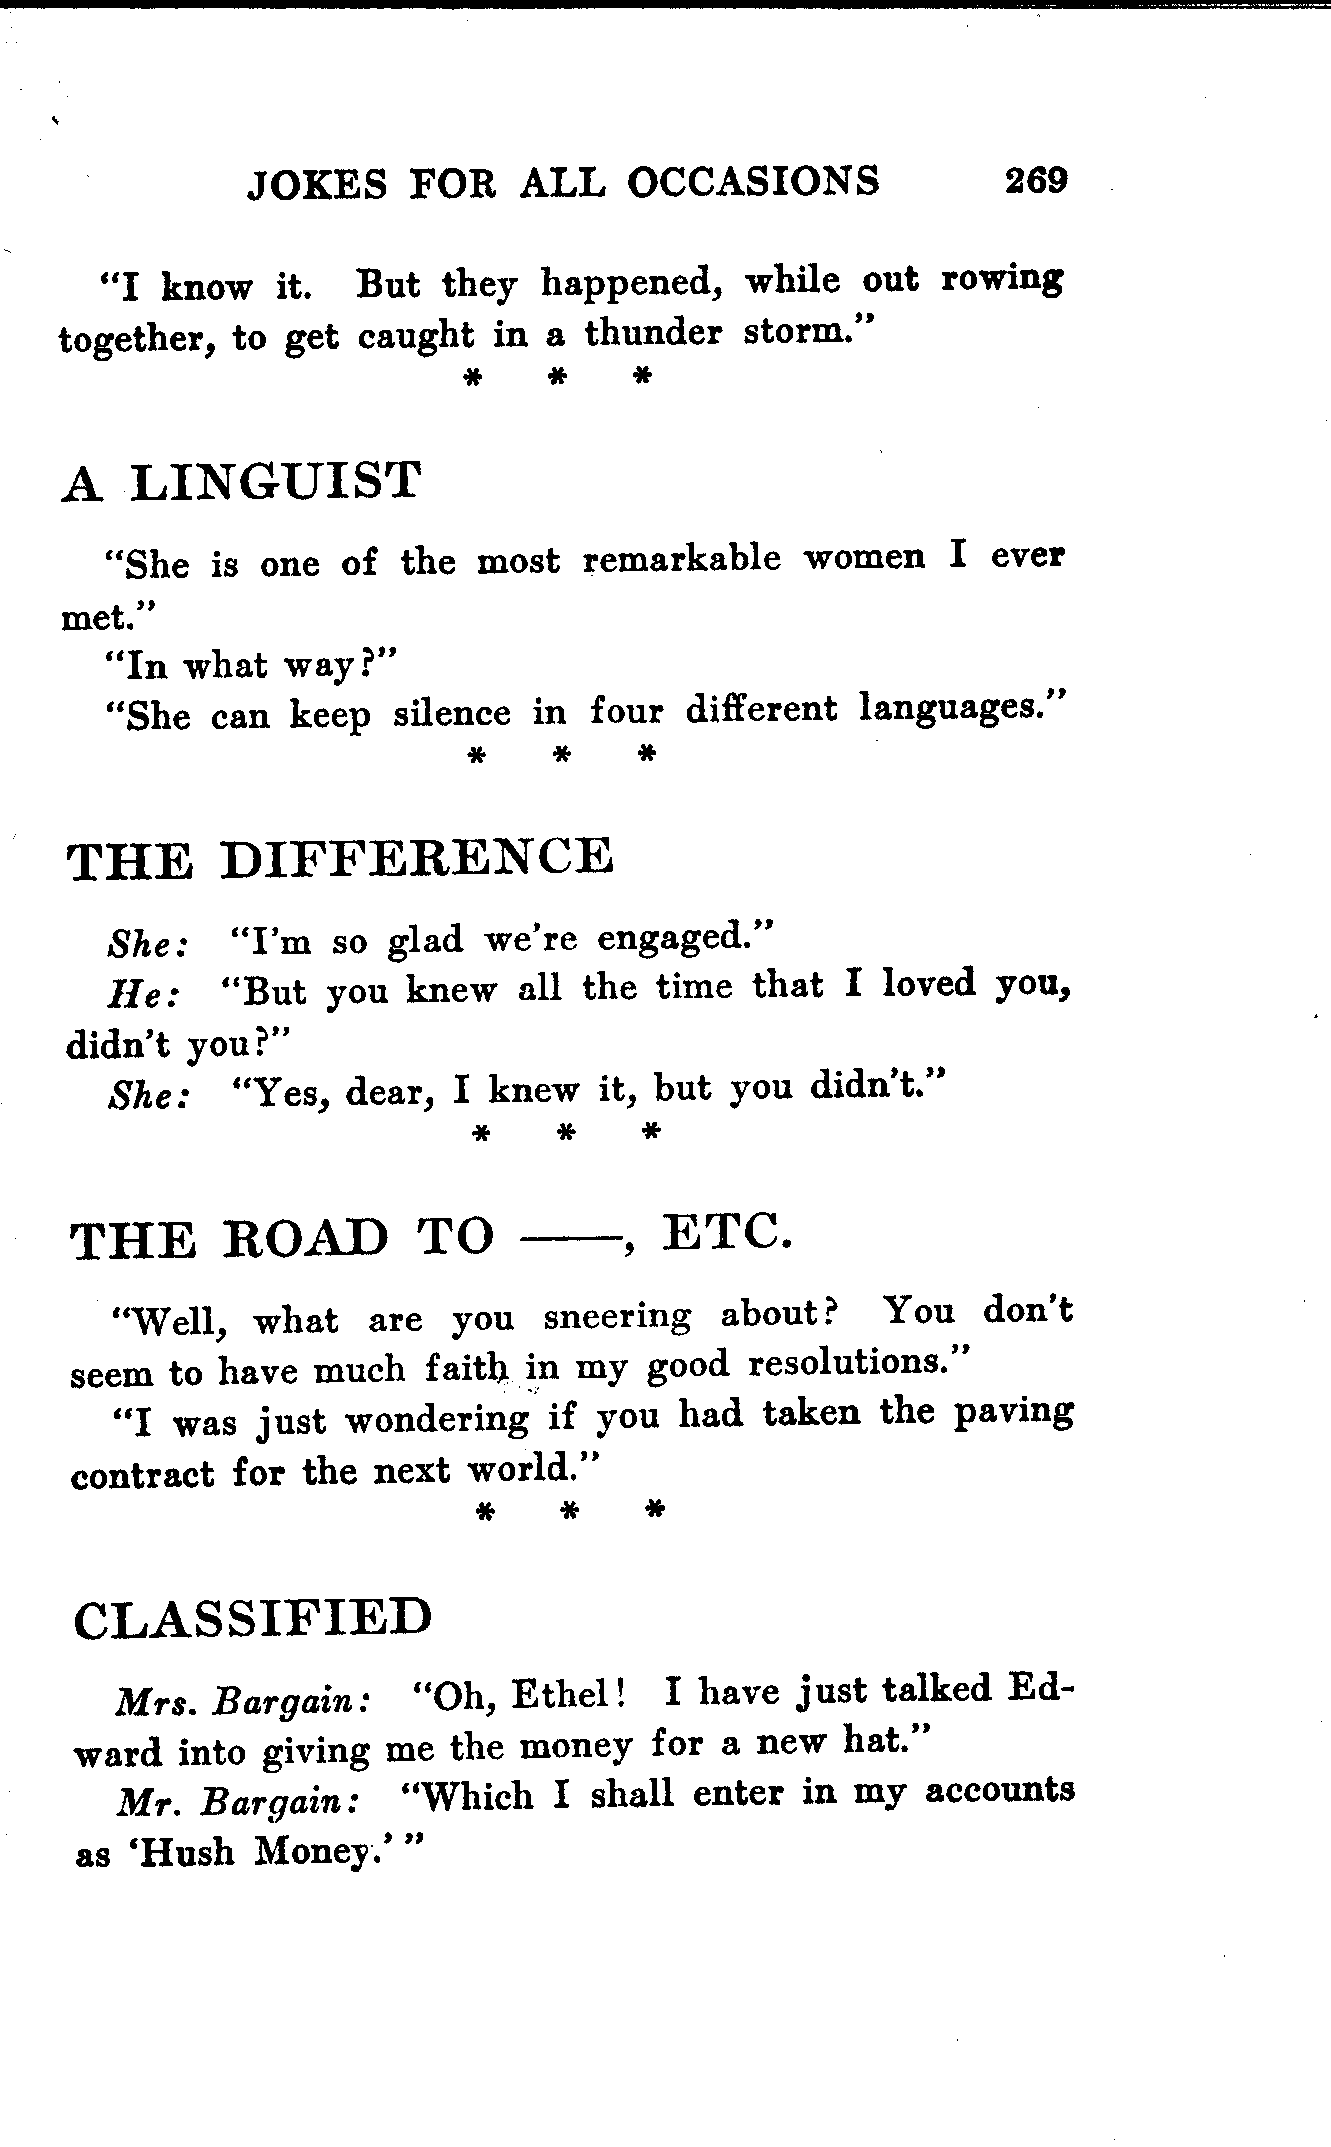 JOKES FOR ALL OCCASIONS 269
"I know it. But they happened, while out rowing
together, to get caught in a thunder storm."
* * *
A LINGUIST
"She is one of the most remarkable women I ever
met."
"In what way?"
"She can keep silence in four different languages."
* * *
THE DIFFERENCE
She: "I'm so glad we're engaged."
He: "But you knew all the time that I loved you,
didn't you?"
She: "Yes, dear, I knew it, but you didn't."
* * *
THE ROAD TO ——, ETC.
"Well, what are you sneering about? You don't
seem to have much faith in my good resolutions."
"I was just wondering if you had taken the paving
contract for the next world."
* * *
CLASSIFIED
Mrs. Bargain: "Oh, Ethel! I have just talked Ed-
ward into giving me the money for a new hat."
Mr. Bargain: "Which I shall enter in my accounts
as 'Hush Money.' "